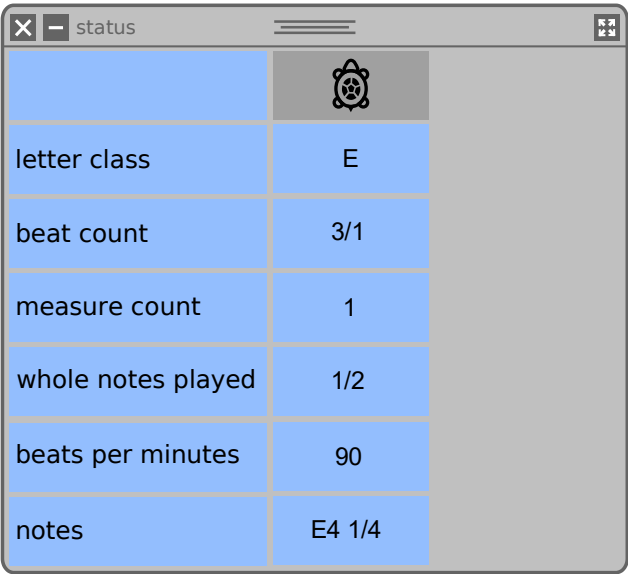 status
letter class E
beat count 3/1
measure count 1
whole notes played 1/2
beats per minutes 90
notes E4 1/4